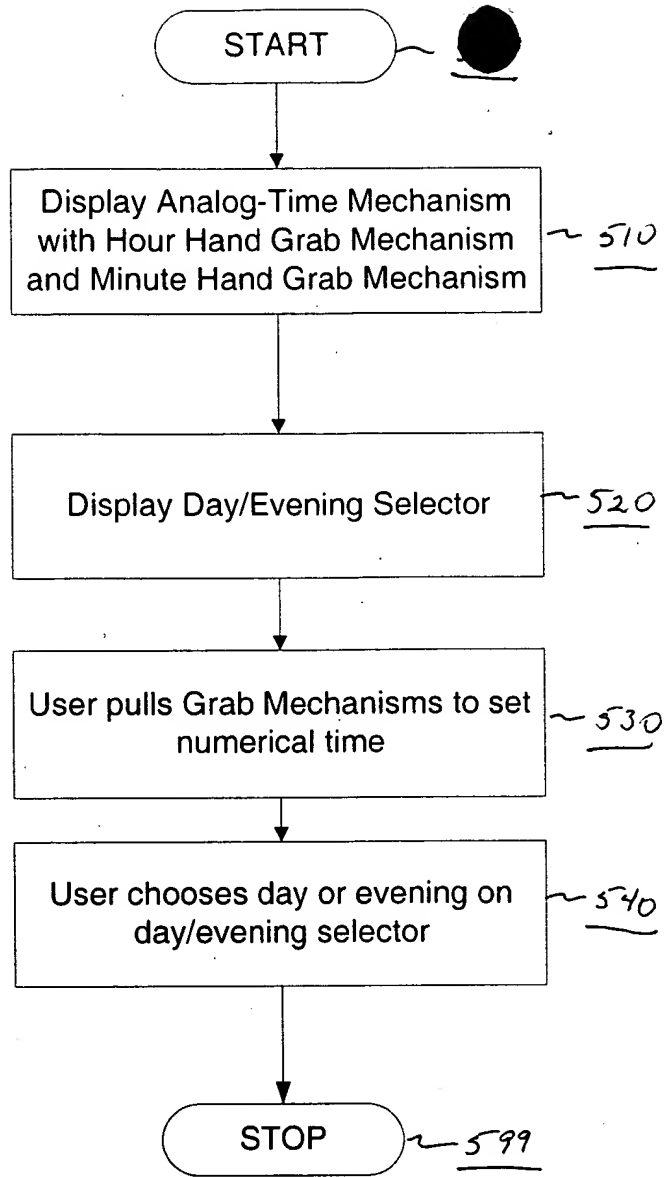 START
Display Analog-Time Mechanism
with Hour Hand Grab Mechanism
and Minute Hand Grab Mechanism
510
Display Day/Evening Selector
520
User pulls Grab Mechanisms to set
numerical time
530
User chooses day or evening on
day/evening selector
540
STOP
599